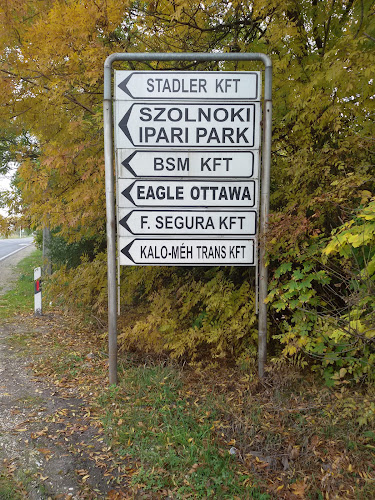 STADLER KFT
SZOLNOKI
IPARI PARK
BSM KFT
EAGLE OTTAWA
F. SEGURA KFT
KALO-MÉH TRANS KFT